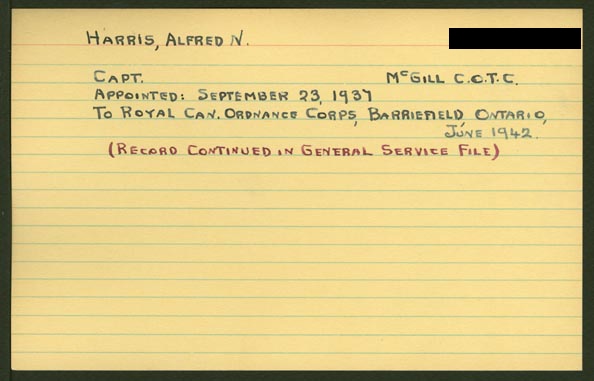 HARRIS, ALFRED N.
CAPT. McGILL C.O.T.C.
APPOINTED: SEPTEMBER 23, 1937
TO ROYAL CAN. ORDNANCE CORPS, BARRIEFIELD, ONTARIO,
JUNE 1942.
(RECORD CONTINUED IN GENERAL SERVICE FILE)